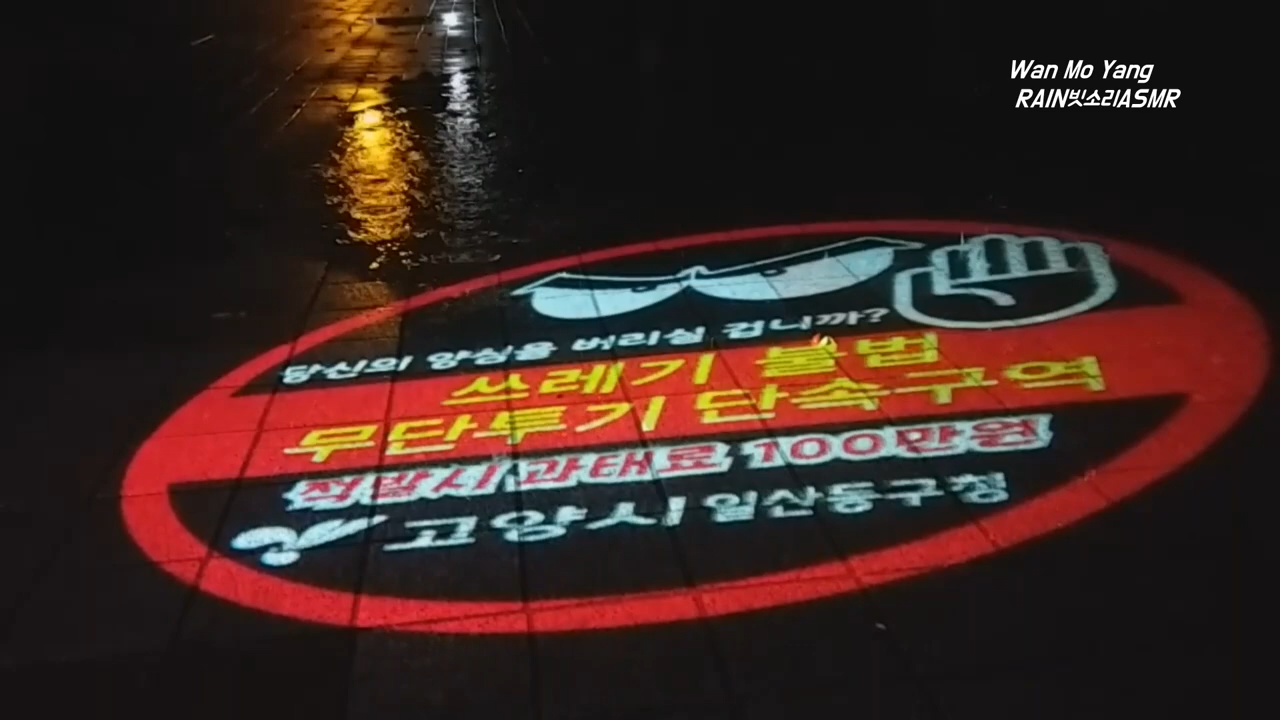 Wan Mo Yang
RAIN빗소리ASMR
당신의 양심을 버리실 겁니까?
쓰레기 불법
무단투기 단속구역
적발시 과태료 100만원
고양시 일산동구청